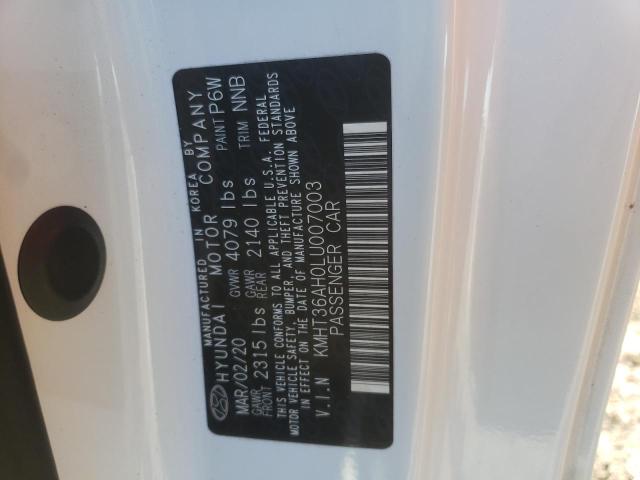 MANUFACTURED IN KOREA BY
HYUNDAI MOTOR COMPANY
MAR/02/20 GVWR 4079 lbs PAINT P6W
GAWR FRONT 2315 lbs GAWR REAR 2140 lbs TRIM NNB
THIS VEHICLE CONFORMS TO ALL APPLICABLE U.S.A. FEDERAL
MOTOR VEHICLE SAFETY, BUMPER, AND THEFT PREVENTION STANDARDS
IN EFFECT ON THE DATE OF MANUFACTURE SHOWN ABOVE
V.I.N KMHT36AH0LU007003
PASSENGER CAR